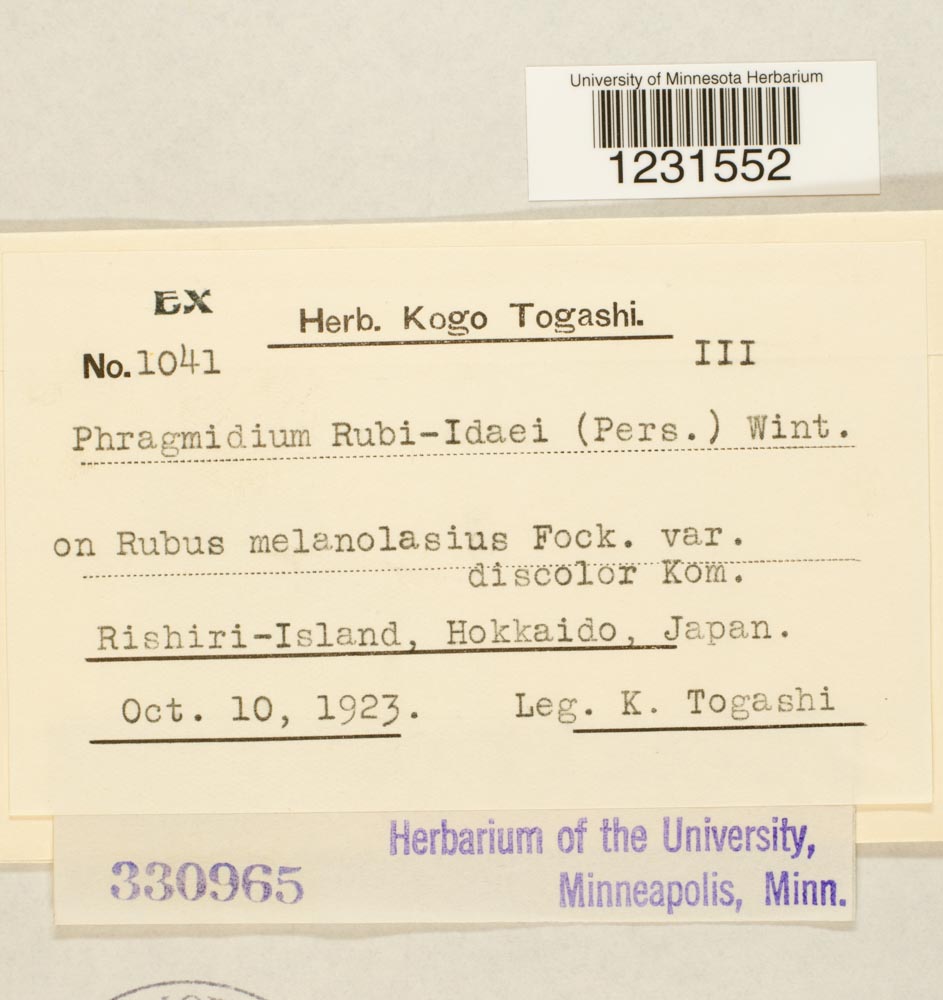 University of Minnesota Herbarium
1231552
EX
Herb. Kogo Togashi.
No. 1041
III
Phragmidium Rubi-Idaei (Pers.) Wint.
on Rubus melanolasius Fock. var.
discolor Kom.
Rishiri-Island, Hokkaido, Japan.
Oct. 10, 1923. Leg. K. Togashi
Herbarium of the University,
330965
Minneapolis, Minn.